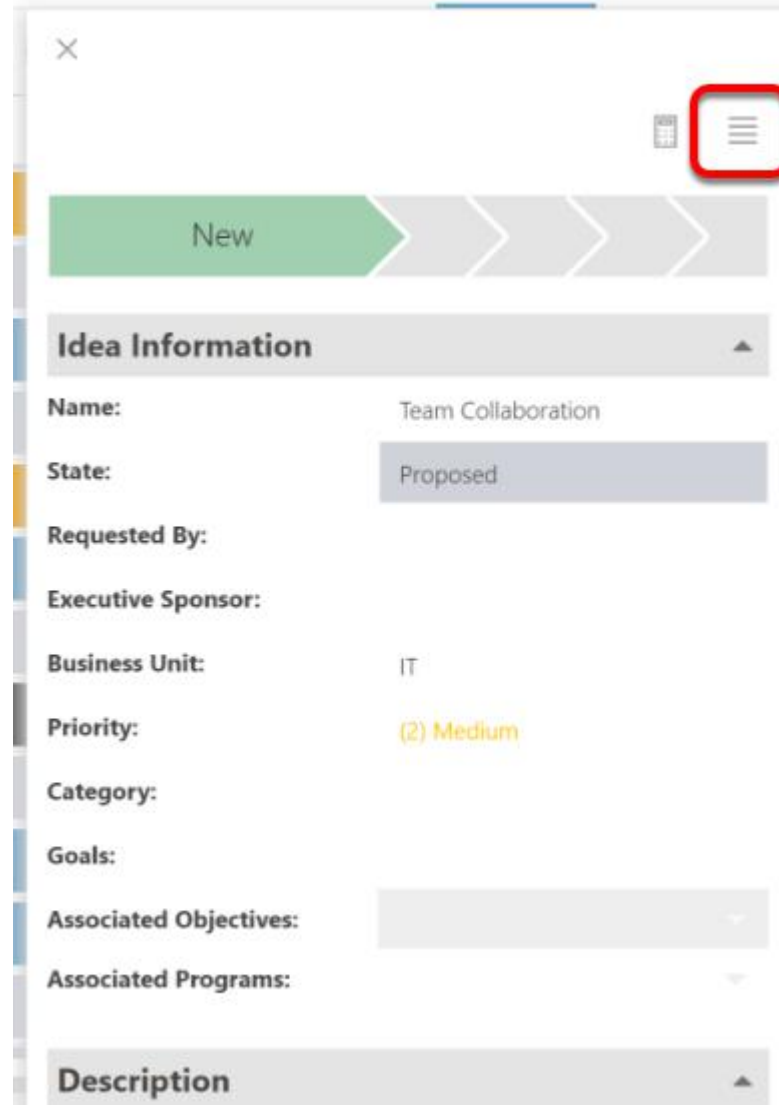 New
Idea Information
Name: Team Collaboration
State: Proposed
Requested By:
Executive Sponsor:
Business Unit: IT
Priority: (2) Medium
Category:
Goals:
Associated Objectives:
Associated Programs:
Description